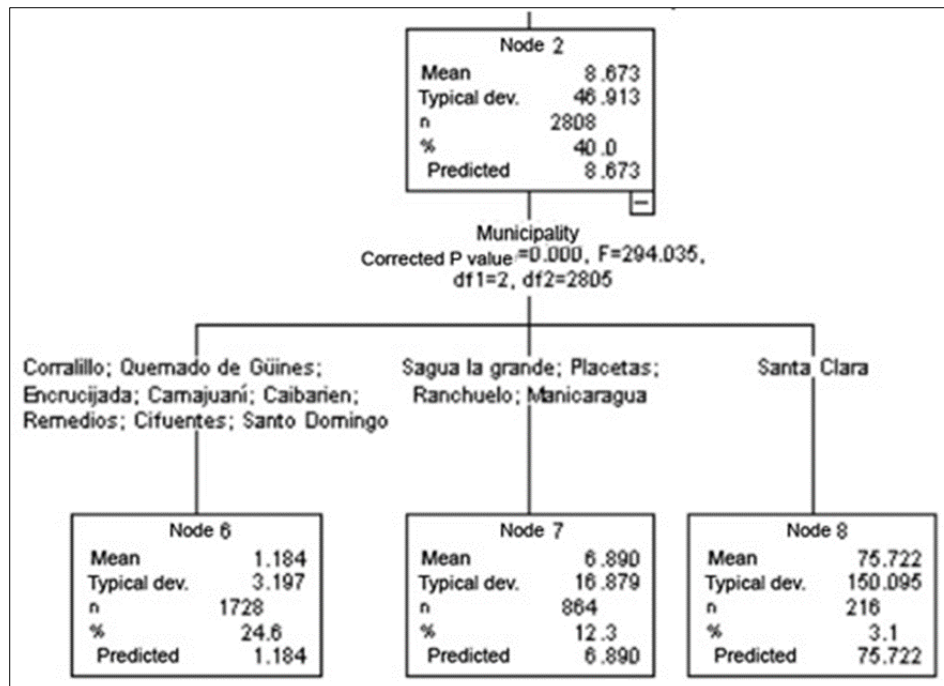 Node 2
Mean 8.673
Typical dev. 46.913
n 2808
% 40.0
Predicted 8.673
Municipality
Corrected P value =0.000, F=294.035,
df1=2, df2=2805
Corralillo; Quemado de Güines;
Encrucijada; Camajuaní; Caibarien;
Remedios; Cifuentes; Santo Domingo
Sagua la grande; Placetas;
Ranchuelo; Manicaragua
Santa Clara
Node 6
Mean 1.184
Typical dev. 3.197
n 1728
% 24.6
Predicted 1.184
Node 7
Mean 6.890
Typical dev. 16.879
n 864
% 12.3
Predicted 6.890
Node 8
Mean 75.722
Typical dev. 150.095
n 216
% 3.1
Predicted 75.722